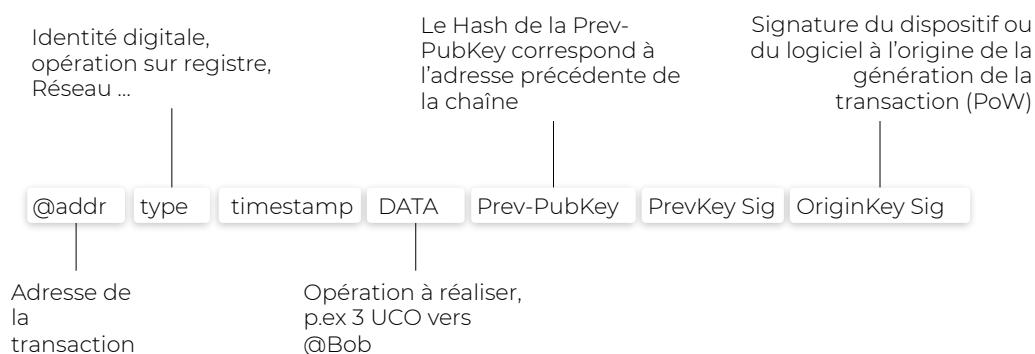 Identité digitale,
opération sur registre,
Réseau ...
Le Hash de la Prev-
PubKey correspond à
l'adresse précédente de
la chaîne
Signature du dispositif ou
du logiciel à l'origine de la
génération de la
transaction (PoW)
@addr type timestamp DATA Prev-PubKey PrevKey Sig OriginKey Sig
Adresse de
la
transaction
Opération à réaliser,
p.ex 3 UCO vers
@Bob